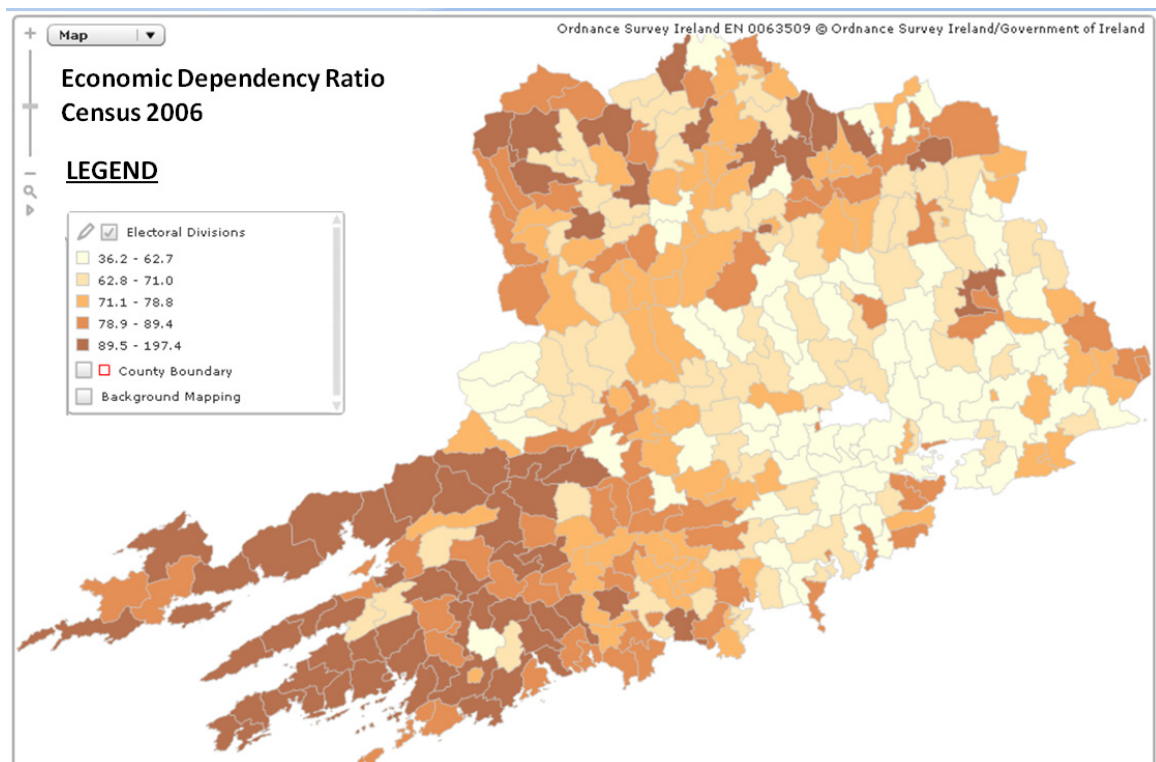 Map
Ordnance Survey Ireland EN 0063509 © Ordnance Survey Ireland/Government of Ireland
Economic Dependency Ratio
Census 2006
LEGEND
Electoral Divisions
36.2 - 62.7
62.8 - 71.0
71.1 - 78.8
78.9 - 89.4
89.5 - 197.4
County Boundary
Background Mapping